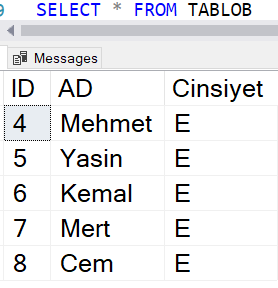 SELECT * FROM TABLOB
Messages
ID AD Cinsiyet
4 Mehmet E
5 Yasin E
6 Kemal E
7 Mert E
8 Cem E